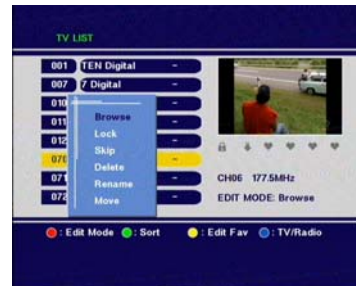 TV LIST
001 TEN Digital -
007 7 Digital -
010 -
011 -
012 -
070 -
071 -
072 -
Browse
Lock
Skip
Delete
Rename
Move
CH06 177.5MHz
EDIT MODE: Browse
: Edit Mode : Sort : Edit Fav : TV/Radio